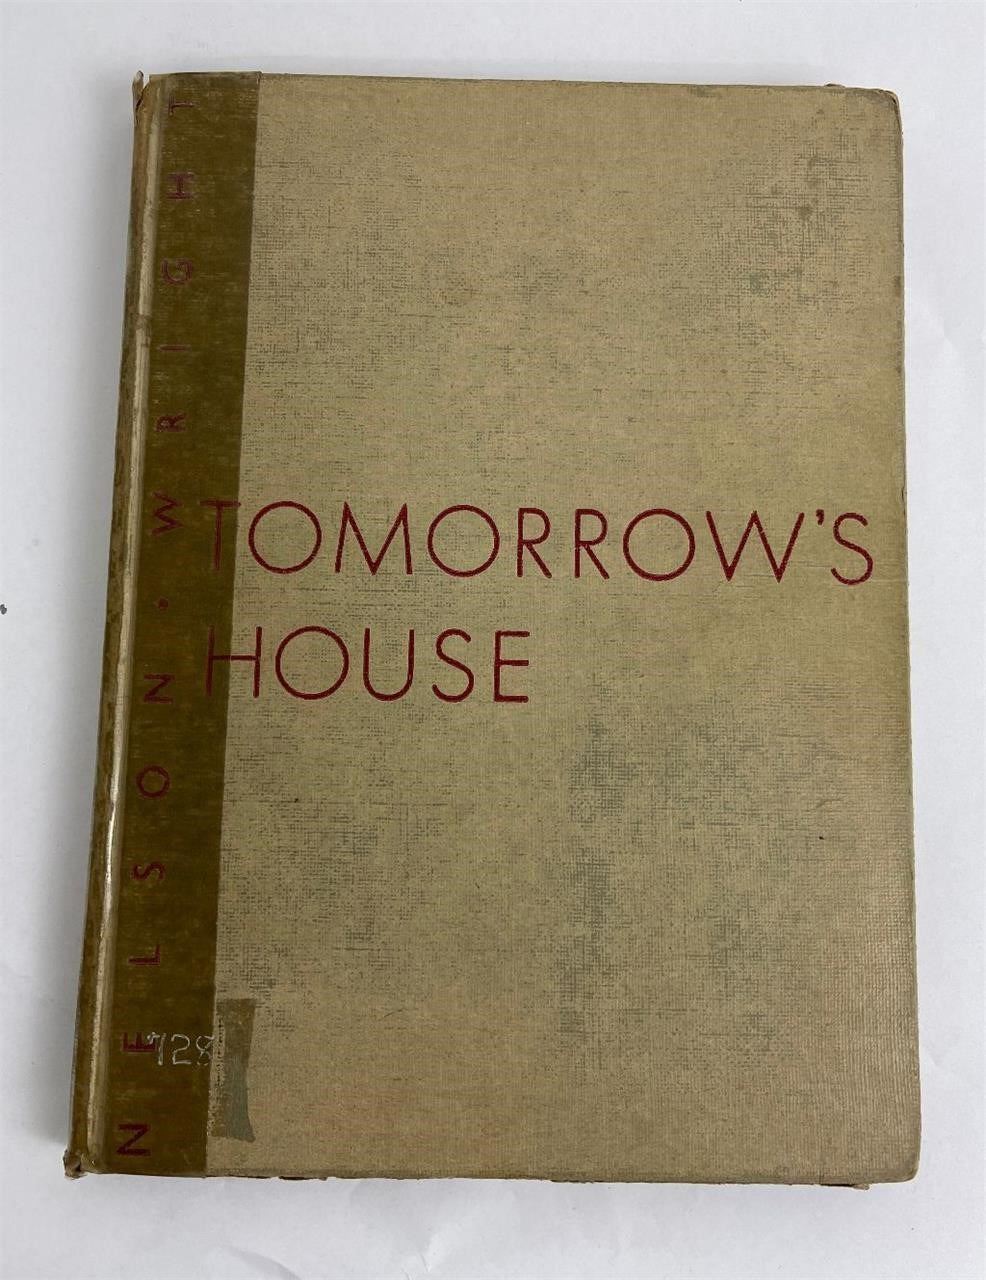 TOMORROW'S
HOUSE
NELSON · WRIGHT
728